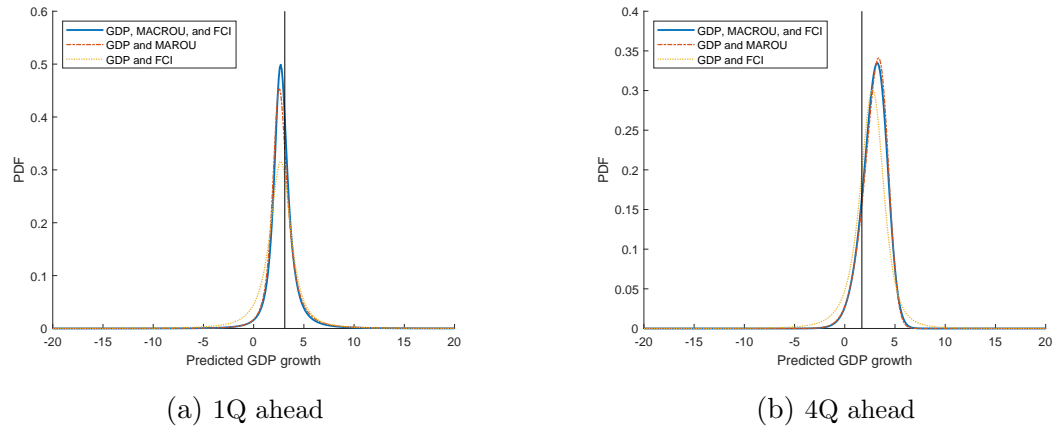 GDP, MACROU, and FCI
GDP and MAROU
GDP and FCI
0.6
0.5
0.4
0.3
0.2
0.1
0
PDF
-20 -15 -10 -5 0 5 10 15 20
Predicted GDP growth
(a) 1Q ahead
GDP, MACROU, and FCI
GDP and MAROU
GDP and FCI
0.4
0.35
0.3
0.25
0.2
0.15
0.1
0.05
0
PDF
-20 -15 -10 -5 0 5 10 15 20
Predicted GDP growth
(b) 4Q ahead